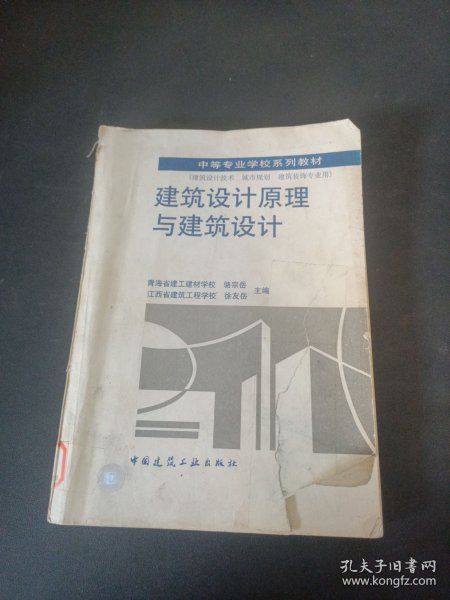 中等专业学校系列教材
(建筑设计技术 城市规划 建筑装饰专业用)
建筑设计原理
与建筑设计
青海省建工建材学校 骆宗岳
江西省建筑工程学校 徐友岳
主编
中国建筑工业出版社
孔夫子旧书网
www.kongfz.com